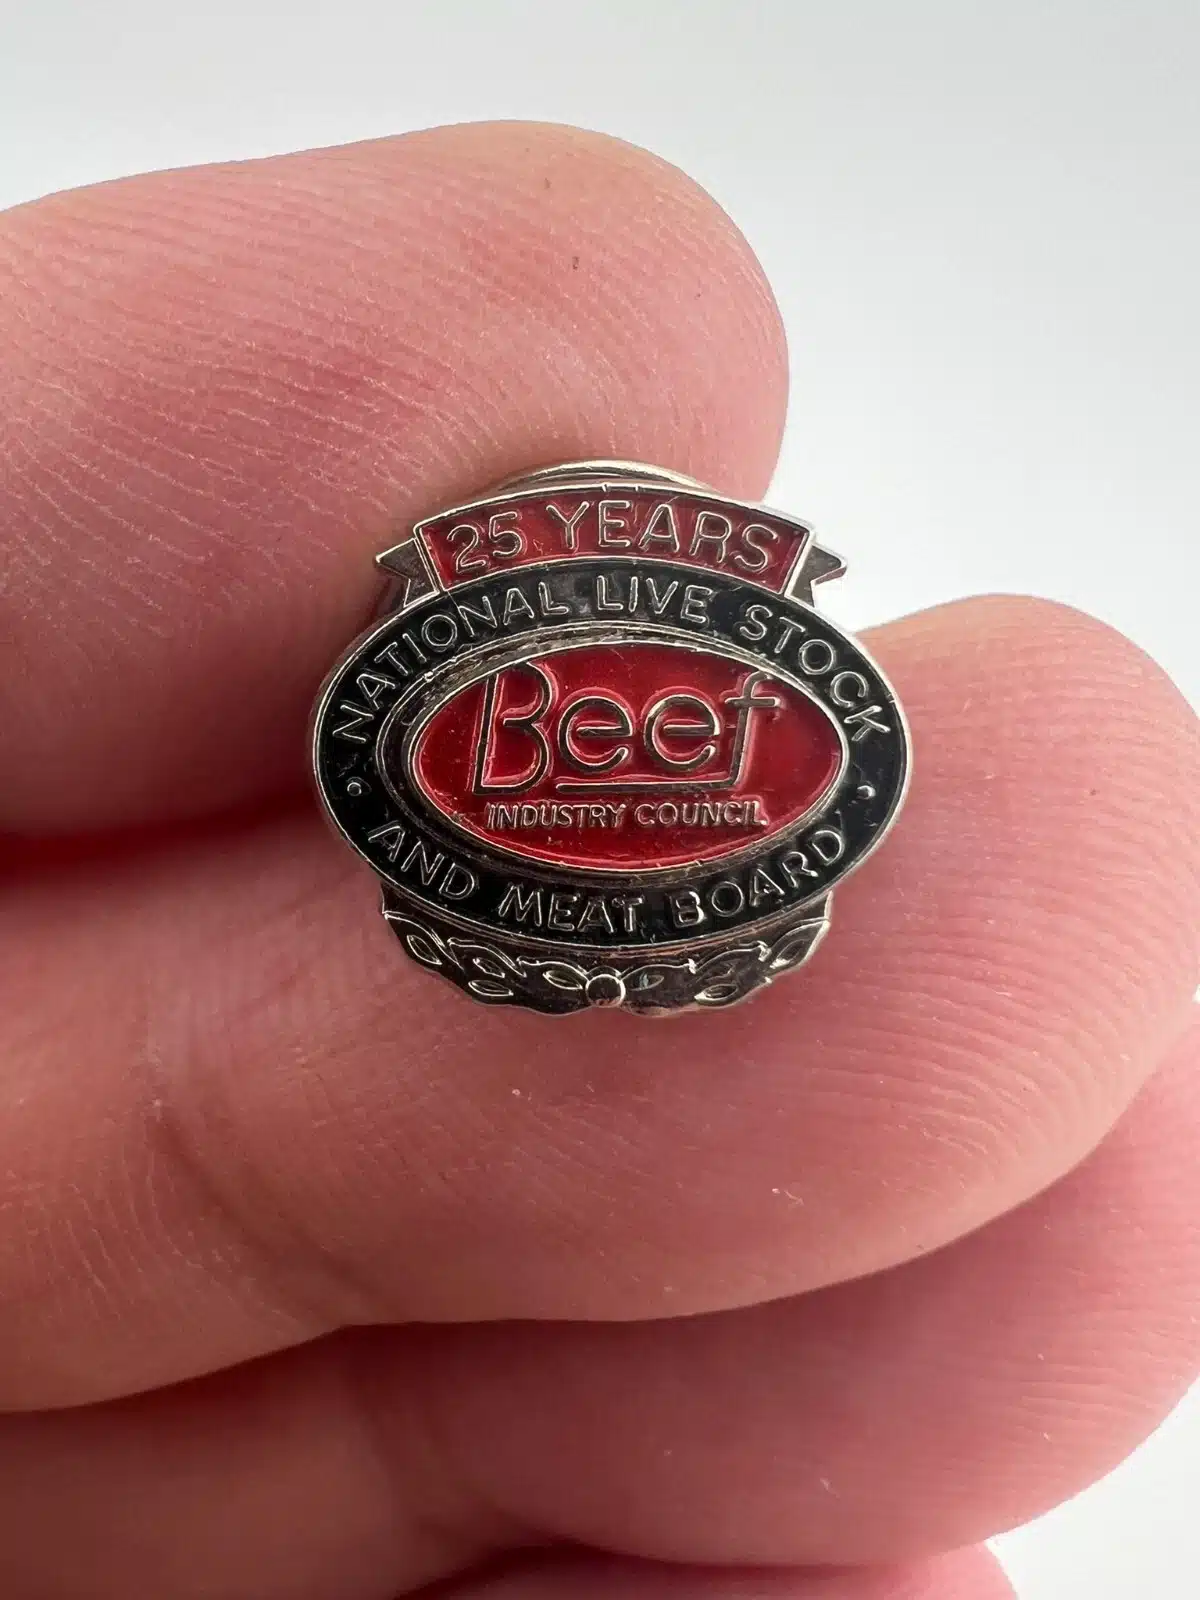 25 YEARS
NATIONAL LIVE STOCK
Beef
INDUSTRY COUNCIL
AND MEAT BOARD